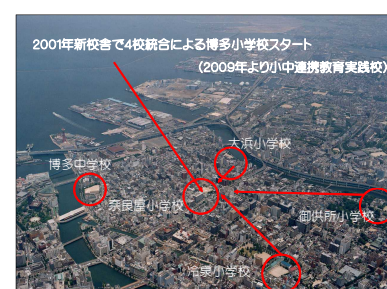 2001年新校舎で4校統合による博多小学校スタート
(2009年より小中連携教育実践校)
大浜小学校
博多中学校
奈良屋小学校
御供所小学校
冷泉小学校